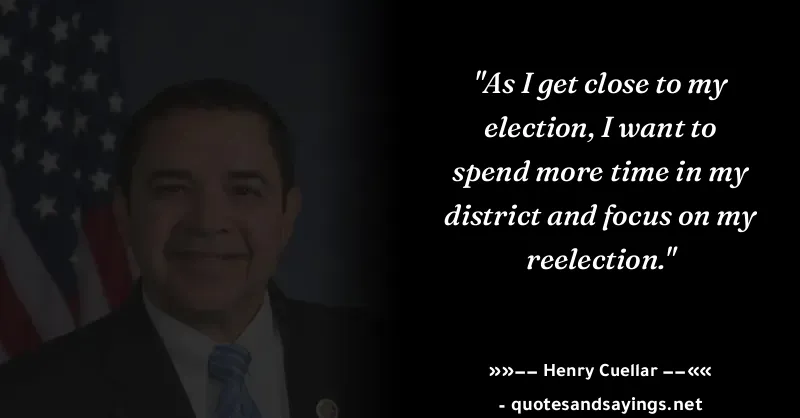 "As I get close to my
election, I want to
spend more time in my
district and focus on my
reelection."
»»–– Henry Cuellar ––««
- quotesandsayings.net